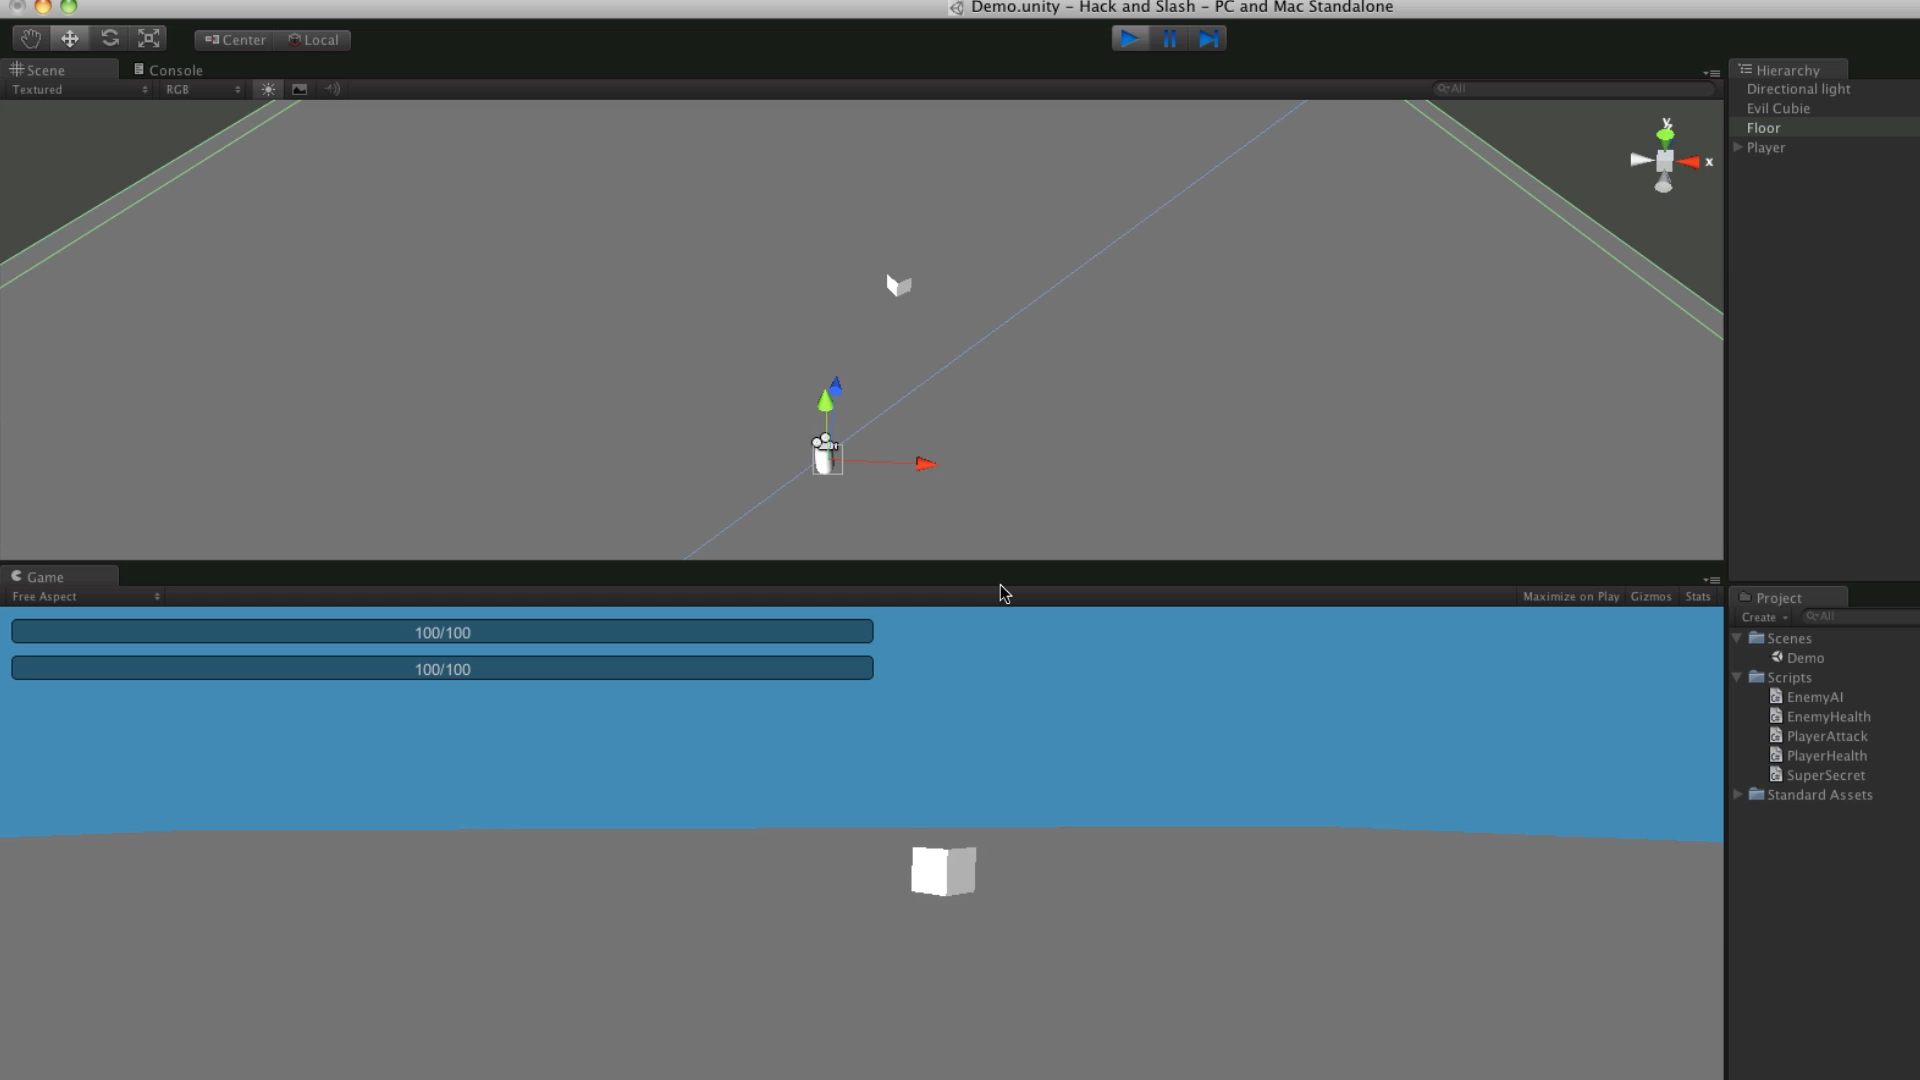 Demo.unity – Hack and Slash – PC and Mac Standalone
Center
Local
Scene
Console
Textured
RGB
All
y
x
Hierarchy
Directional light
Evil Cubie
Floor
Player
Game
Free Aspect
Maximize on Play
Gizmos
Stats
100/100
100/100
Project
Create
All
Scenes
Demo
Scripts
EnemyAI
EnemyHealth
PlayerAttack
PlayerHealth
SuperSecret
Standard Assets